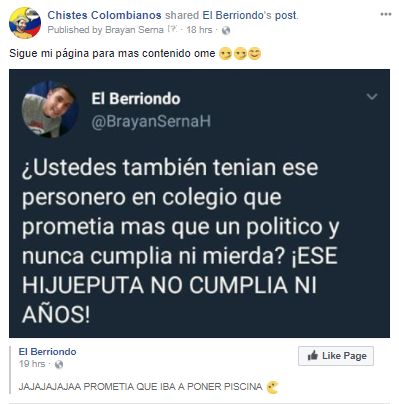 Chistes Colombianos shared El Berriondo's post.
Published by Brayan Serna [?] · 18 hrs ·
Sigue mi página para mas contenido ome 😏😏😊
El Berriondo
@BrayanSernaH
¿Ustedes también tenian ese
personero en colegio que
prometia mas que un politico y
nunca cumplia ni mierda? ¡ESE
HIJUEPUTA NO CUMPLIA NI
AÑOS!
El Berriondo
19 hrs ·
Like Page
JAJAJAJAJAA PROMETIA QUE IBA A PONER PISCINA